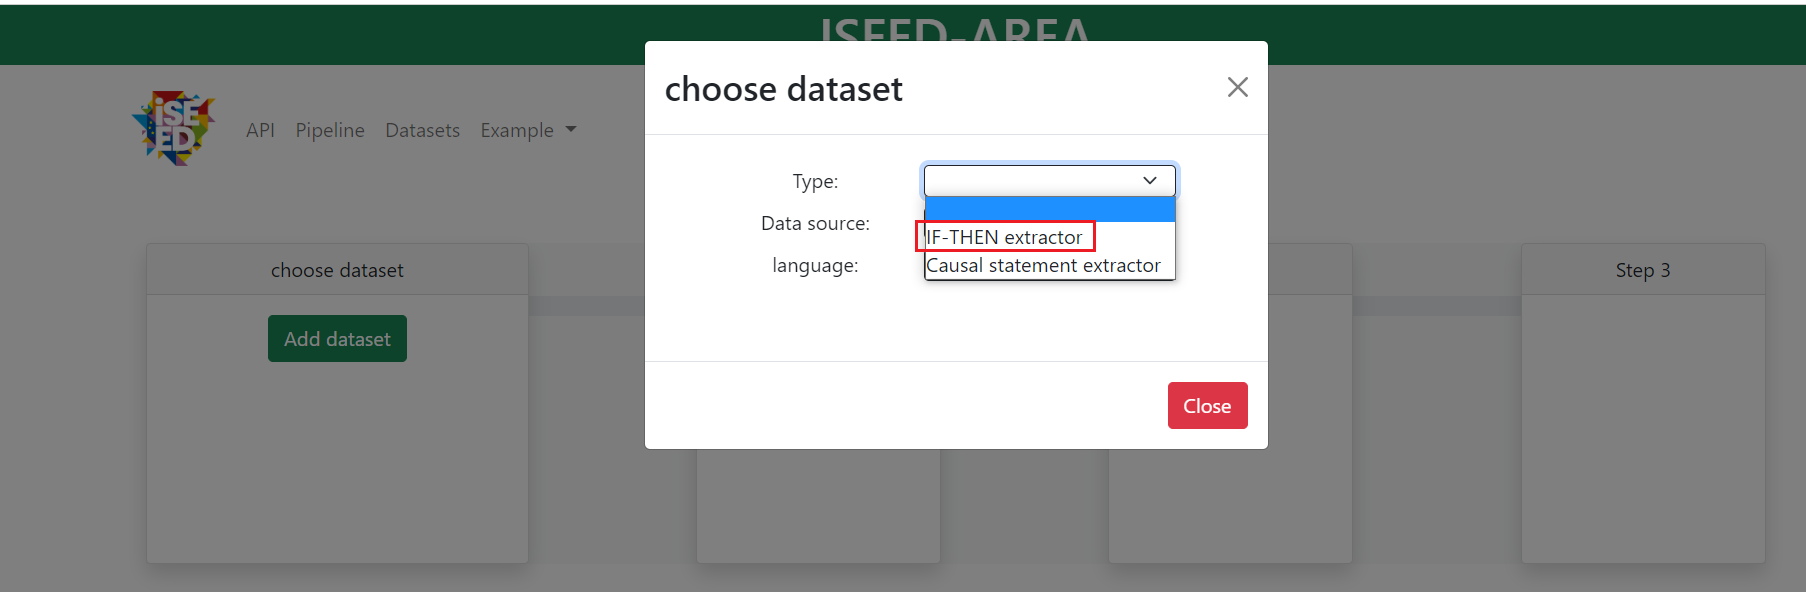 ISEED-AREA
choose dataset
iSE
ED
API Pipeline Datasets Example
Type:
Data source:
IF-THEN extractor
language:
Causal statement extractor
choose dataset
Step 3
Add dataset
Close